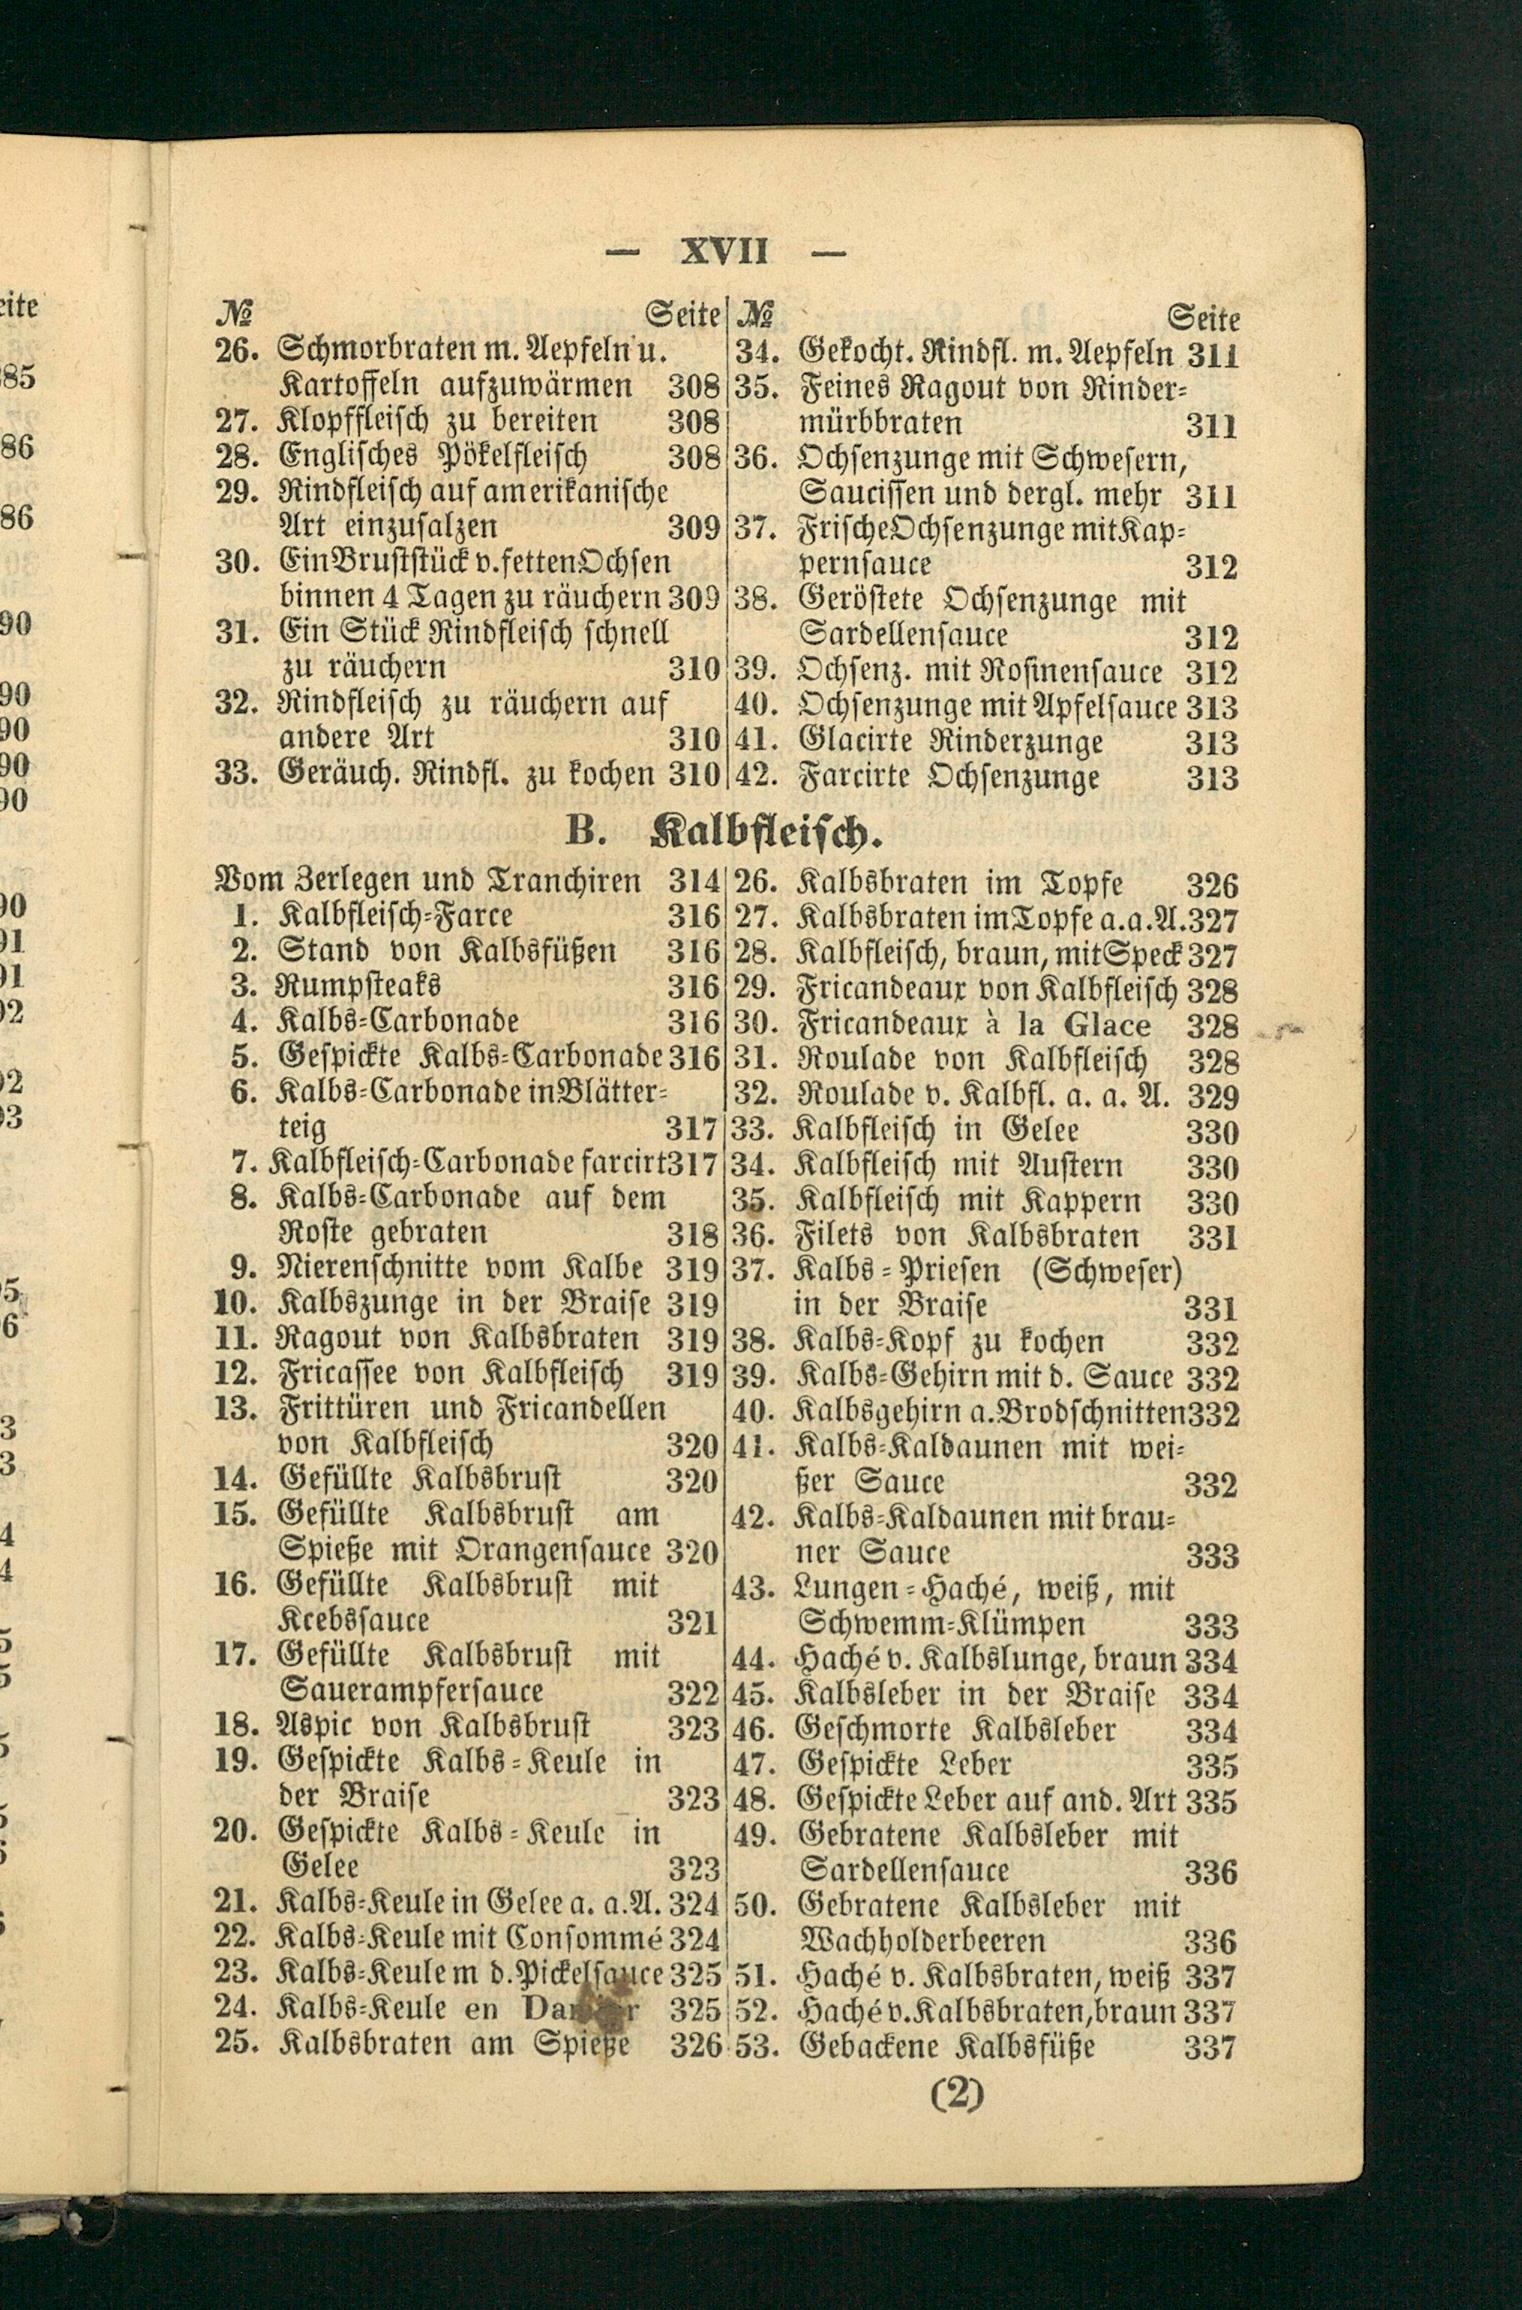 — XVII —
№ Seite
26. Schmorbraten m. Aepfeln u.
Kartoffeln aufzuwärmen 308
27. Klopffleisch zu bereiten 308
28. Englisches Pökelfleisch 308
29. Rindfleisch auf amerikanische
Art einzusalzen 309
30. Ein Bruststück v. fetten Ochsen
binnen 4 Tagen zu räuchern 309
31. Ein Stück Rindfleisch schnell
zu räuchern 310
32. Rindfleisch zu räuchern auf
andere Art 310
33. Geräuch. Rindfl. zu kochen 310
№ Seite
34. Gekocht. Rindfl. m. Aepfeln 311
35. Feines Ragout von Rinder-
mürbbraten 311
36. Ochsenzunge mit Schwesern,
Saucissen und dergl. mehr 311
37. Frische Ochsenzunge mit Kap-
pernsauce 312
38. Geröstete Ochsenzunge mit
Sardellensauce 312
39. Ochsenz. mit Rosinensauce 312
40. Ochsenzunge mit Apfelsauce 313
41. Glacirte Rinderzunge 313
42. Farcirte Ochsenzunge 313
B. Kalbfleisch.
Vom Zerlegen und Tranchiren 314
1. Kalbfleisch-Farce 316
2. Stand von Kalbsfüßen 316
3. Rumpsteaks 316
4. Kalbs-Carbonade 316
5. Gespickte Kalbs-Carbonade 316
6. Kalbs-Carbonade in Blätter-
teig 317
7. Kalbfleisch-Carbonade farcirt 317
8. Kalbs-Carbonade auf dem
Roste gebraten 318
9. Nierenschnitte vom Kalbe 319
10. Kalbszunge in der Braise 319
11. Ragout von Kalbsbraten 319
12. Fricassee von Kalbfleisch 319
13. Frittüren und Fricandellen
von Kalbfleisch 320
14. Gefüllte Kalbsbrust 320
15. Gefüllte Kalbsbrust am
Spieße mit Orangensauce 320
16. Gefüllte Kalbsbrust mit
Krebssauce 321
17. Gefüllte Kalbsbrust mit
Sauerampfersauce 322
18. Aspic von Kalbsbrust 323
19. Gespickte Kalbs-Keule in
der Braise 323
20. Gespickte Kalbs-Keule in
Gelee 323
21. Kalbs-Keule in Gelee a. a. A. 324
22. Kalbs-Keule mit Consommé 324
23. Kalbs-Keule m d. Pickelsauce 325
24. Kalbs-Keule en 325
25. Kalbsbraten am Spieße 326
26. Kalbsbraten im Topfe 326
27. Kalbsbraten im Topfe a. a. A. 327
28. Kalbfleisch, braun, mit Speck 327
29. Fricandeaux von Kalbfleisch 328
30. Fricandeaux à la Glace 328
31. Roulade von Kalbfleisch 328
32. Roulade v. Kalbfl. a. a. A. 329
33. Kalbfleisch in Gelee 330
34. Kalbfleisch mit Austern 330
35. Kalbfleisch mit Kappern 330
36. Filets von Kalbsbraten 331
37. Kalbs-Priesen (Schweser)
in der Braise 331
38. Kalbs-Kopf zu kochen 332
39. Kalbs-Gehirn mit d. Sauce 332
40. Kalbsgehirn a. Brodschnitten 332
41. Kalbs-Kaldaunen mit wei-
ßer Sauce 332
42. Kalbs-Kaldaunen mit brau-
ner Sauce 333
43. Lungen-Haché, weiß, mit
Schwemm-Klümpen 333
44. Haché v. Kalbslunge, braun 334
45. Kalbsleber in der Braise 334
46. Geschmorte Kalbsleber 334
47. Gespickte Leber 335
48. Gespickte Leber auf and. Art 335
49. Gebratene Kalbsleber mit
Sardellensauce 336
50. Gebratene Kalbsleber mit
Wachholderbeeren 336
51. Haché v. Kalbsbraten, weiß 337
52. Haché v. Kalbsbraten, braun 337
53. Gebackene Kalbsfüße 337
(2)